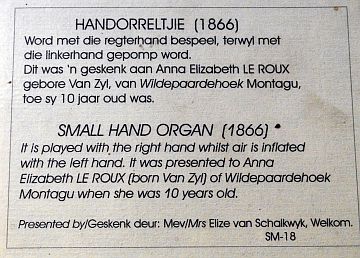 HANDORRELTJIE (1866)
Word met die regterhand bespeel, terwyl met
die linkerhand gepomp word.
Dit was 'n geskenk aan Anna Elizabeth LE ROUX
gebore Van Zyl, van Wildepaardehoek Montagu,
toe sy 10 jaar oud was.
SMALL HAND ORGAN (1866)
It is played with the right hand whilst air is inflated
with the left hand. It was presented to Anna
Elizabeth LE ROUX (born Van Zyl) of Wildepaardehoek
Montagu when she was 10 years old.
Presented by/Geskenk deur: Mev/Mrs Elize van Schalkwyk, Welkom.
SM-18